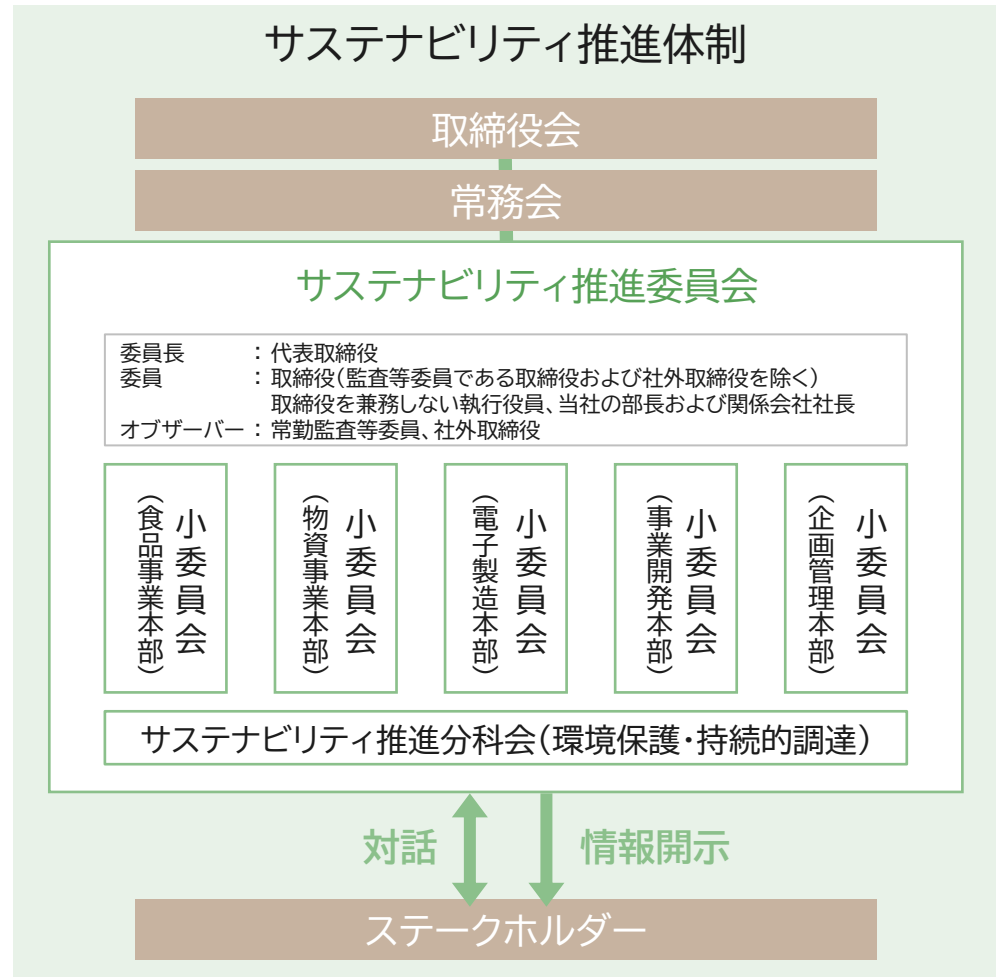 サステナビリティ推進体制
取締役会
常務会
サステナビリティ推進委員会
委員長　　　：代表取締役
委員　　　　：取締役（監査等委員である取締役および社外取締役を除く）
取締役を兼務しない執行役員、当社の部長および関係会社社長
オブザーバー：常勤監査等委員、社外取締役
小委員会
（食品事業本部）
小委員会
（物資事業本部）
小委員会
（電子製造本部）
小委員会
（事業開発本部）
小委員会
（企画管理本部）
サステナビリティ推進分科会（環境保護・持続的調達）
対話
情報開示
ステークホルダー